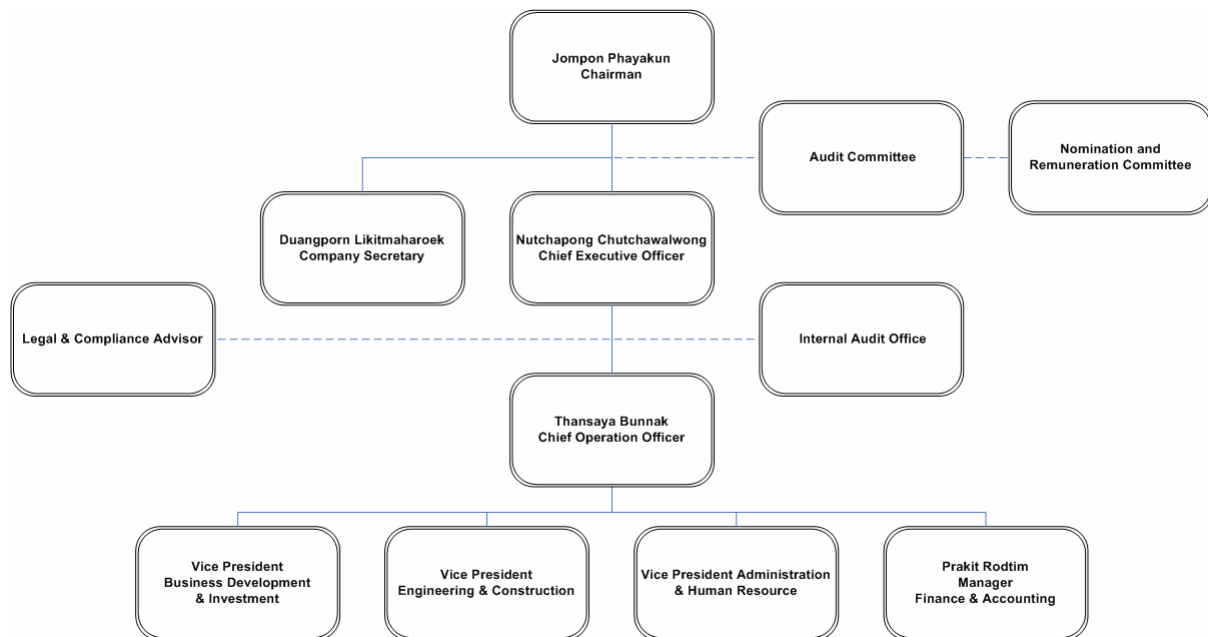 Jompon Phayakun
Chairman
Audit Committee
Nomination and
Remuneration Committee
Duangporn Likitmaharoek
Company Secretary
Nutchapong Chutchawalwong
Chief Executive Officer
Legal & Compliance Advisor
Internal Audit Office
Thansaya Bunnak
Chief Operation Officer
Vice President
Business Development
& Investment
Vice President
Engineering & Construction
Vice President Administration
& Human Resource
Prakit Rodtim
Manager
Finance & Accounting